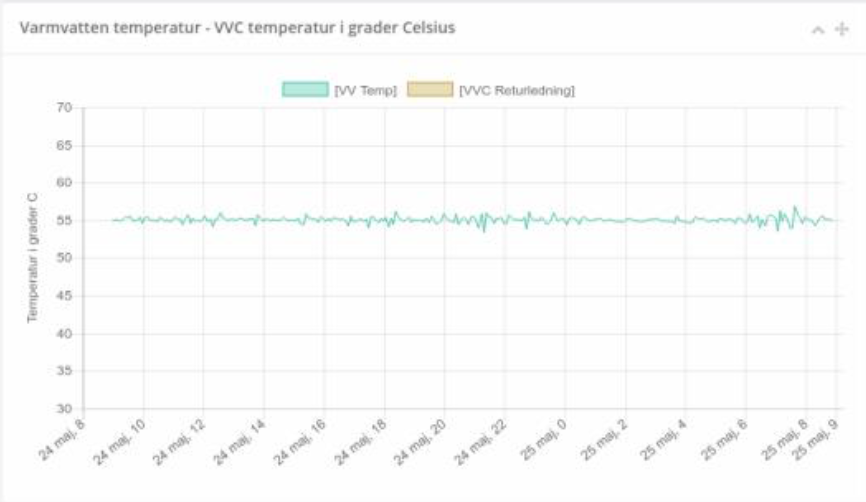 Varmvatten temperatur - VVC temperatur i grader Celsius
[VV Temp] [VVC Returledning]
Temperatur i grader C
70
65
60
55
50
45
40
35
30
24 maj, 8
24 maj, 10
24 maj, 12
24 maj, 14
24 maj, 16
24 maj, 18
24 maj, 20
24 maj, 22
25 maj, 0
25 maj, 2
25 maj, 4
25 maj, 6
25 maj, 8
25 maj, 9